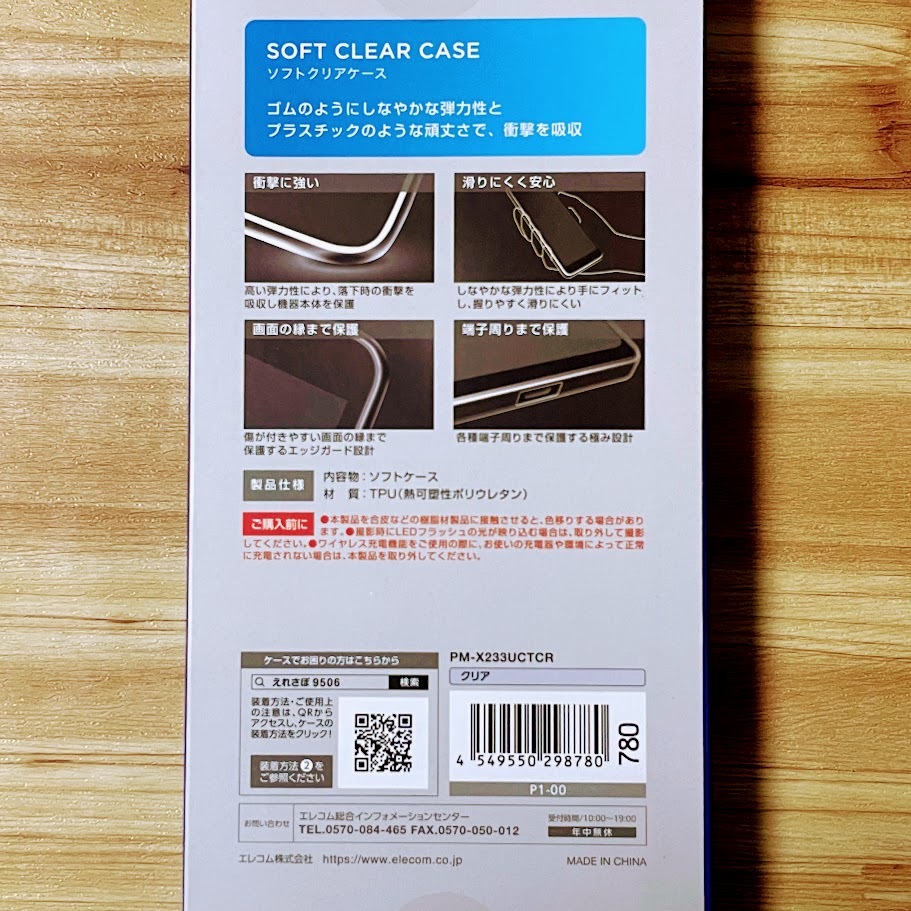 SOFT CLEAR CASE
ソフトクリアケース
ゴムのようにしなやかな弾力性と
プラスチックのような頑丈さで、衝撃を吸収
衝撃に強い
高い弾力性により、落下時の衝撃を
吸収し機器本体を保護
滑りにくく安心
しなやかな弾力性により手にフィット
し、握りやすく滑りにくい
画面の縁まで保護
傷が付きやすい画面の縁まで
保護するエッジガード設計
端子周りまで保護
各種端子周りまで保護する極み設計
製品仕様
内容物：ソフトケース
材 質：TPU（熱可塑性ポリウレタン）
ご購入前に
●本製品を合皮などの樹脂材製品に接触させると、色移りする場合があり
ます。●撮影時にLEDフラッシュの光が映り込む場合は、取り外して撮影
してください。●ワイヤレス充電機能をご使用の際に、お使いの充電器や環境によって正常
に充電されない場合は、本製品を取り外してください。
ケースでお困りの方はこちらから
えれさぽ 9506
検索
装着方法・ご使用上
の注意は、QRから
アクセスし、ケースの
装着方法をクリック！
装着方法❷を
ご参照ください
PM-X233UCTCR
クリア
4 549550 298780
780
P1-00
お問い合わせ
エレコム総合インフォメーションセンター
TEL.0570-084-465 FAX.0570-050-012
受付時間/10:00～19:00
年中無休
エレコム株式会社 https://www.elecom.co.jp
MADE IN CHINA